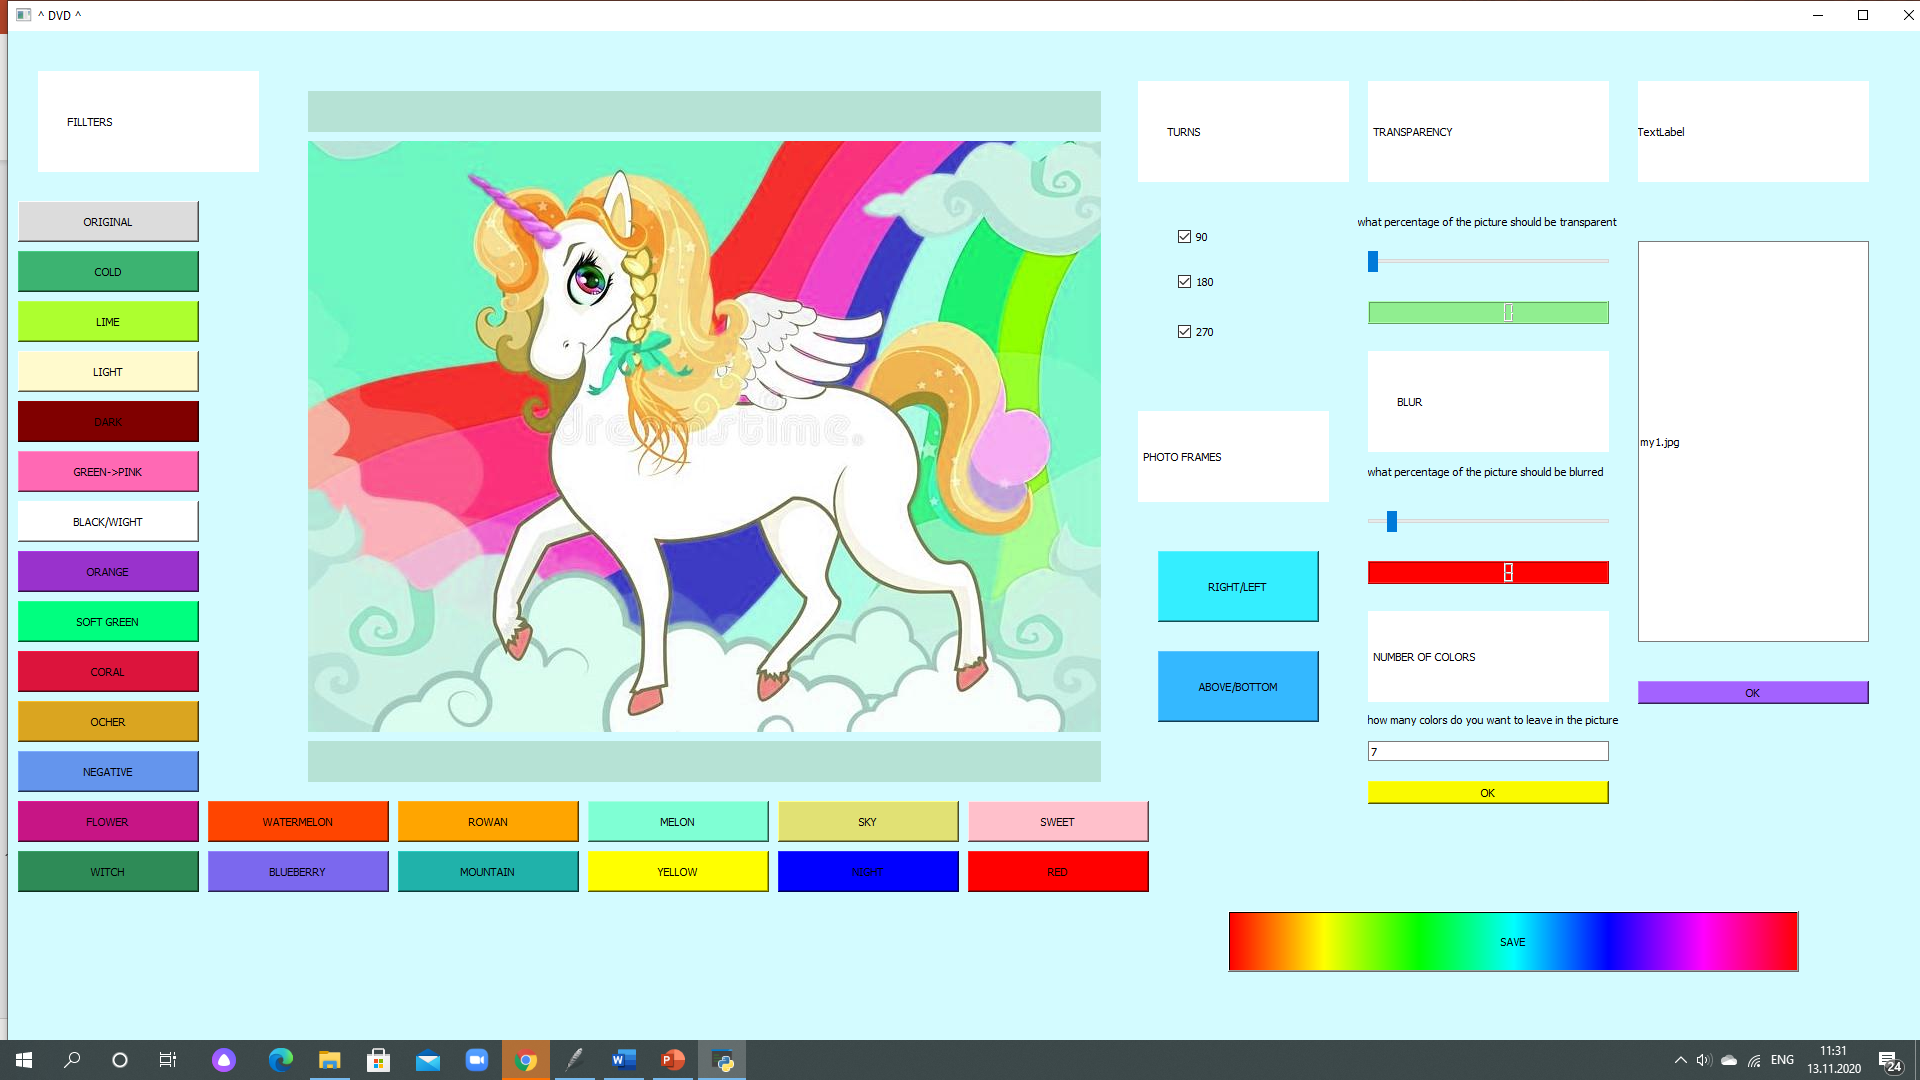 ^ DVD ^
FILLTERS
TURNS
TRANSPARENCY
TextLabel
ORIGINAL
COLD
LIME
LIGHT
DARK
GREEN->PINK
BLACK/WIGHT
ORANGE
SOFT GREEN
CORAL
OCHER
NEGATIVE
FLOWER
WATERMELON
ROWAN
MELON
SKY
SWEET
WITCH
BLUEBERRY
MOUNTAIN
YELLOW
NIGHT
RED
dreamstime.
90
180
270
PHOTO FRAMES
RIGHT/LEFT
ABOVE/BOTTOM
what percentage of the picture should be transparent
0
BLUR
what percentage of the picture should be blurred
8
NUMBER OF COLORS
how many colors do you want to leave in the picture
7
OK
my1.jpg
OK
SAVE
ENG
11:31
13.11.2020
24